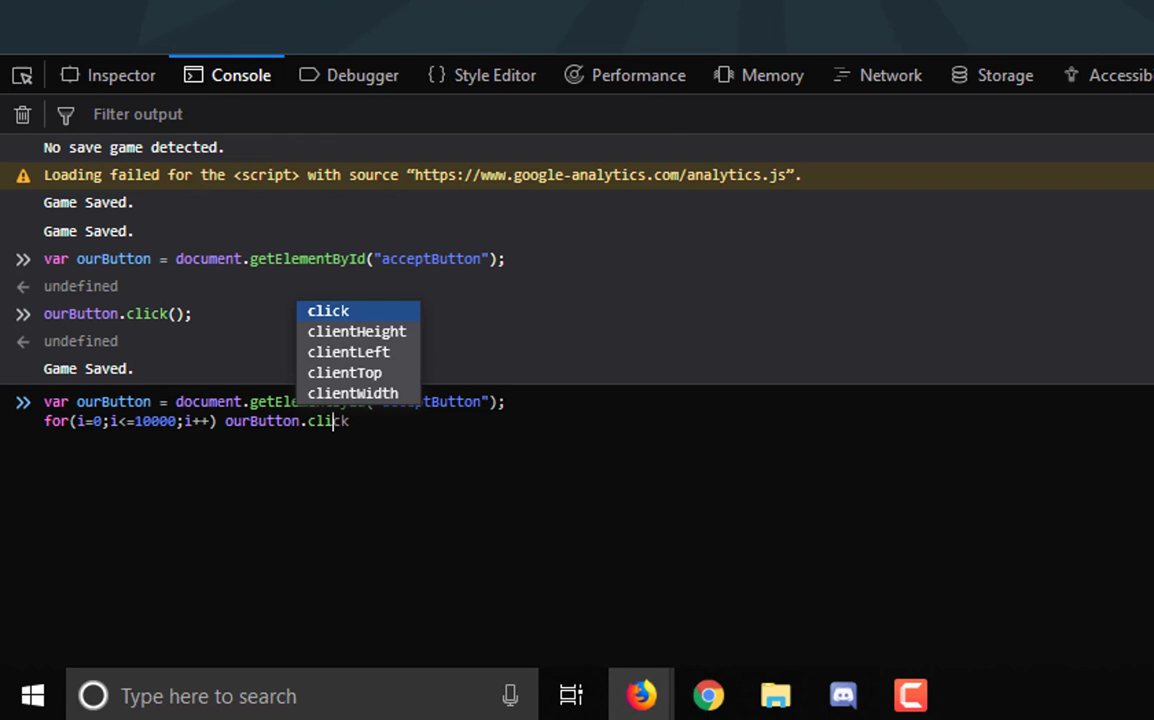 Inspector Console Debugger { } Style Editor Performance Memory Network Storage Accessib
Filter output
No save game detected.
Loading failed for the <script> with source “https://www.google-analytics.com/analytics.js”.
Game Saved.
Game Saved.
var ourButton = document.getElementById("acceptButton");
undefined
ourButton.click();
undefined
Game Saved.
click
clientHeight
clientLeft
clientTop
clientWidth
var ourButton = document.getEle cceptButton");
for(i=0;i<=10000;i++) ourButton.click
Type here to search